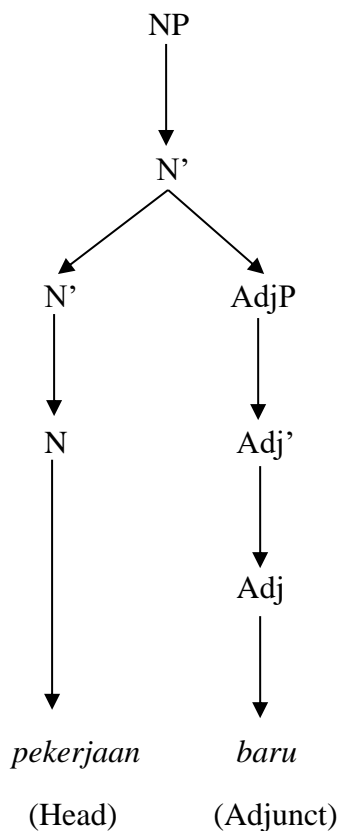 NP
N’
N’ AdjP
N Adj’
Adj
pekerjaan baru
(Head) (Adjunct)